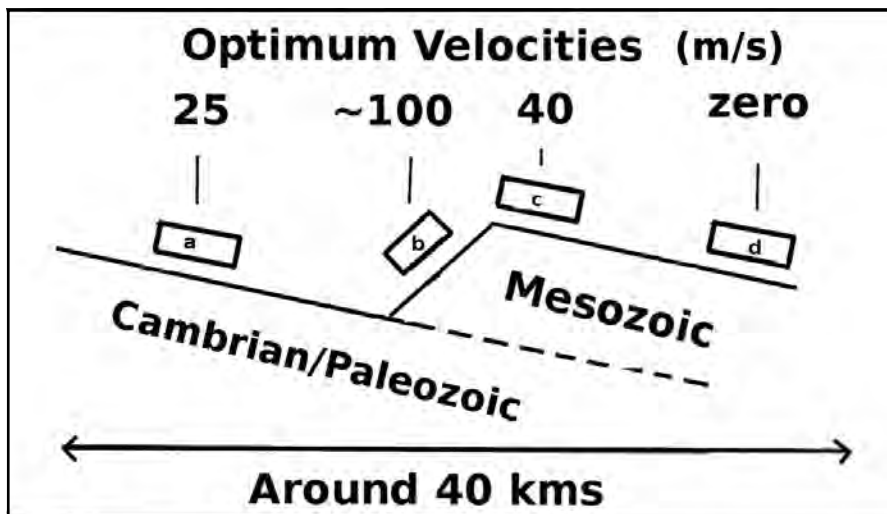 Optimum Velocities (m/s)
25 ~100 40 zero
a b c d
Mesozoic
Cambrian/Paleozoic
Around 40 kms